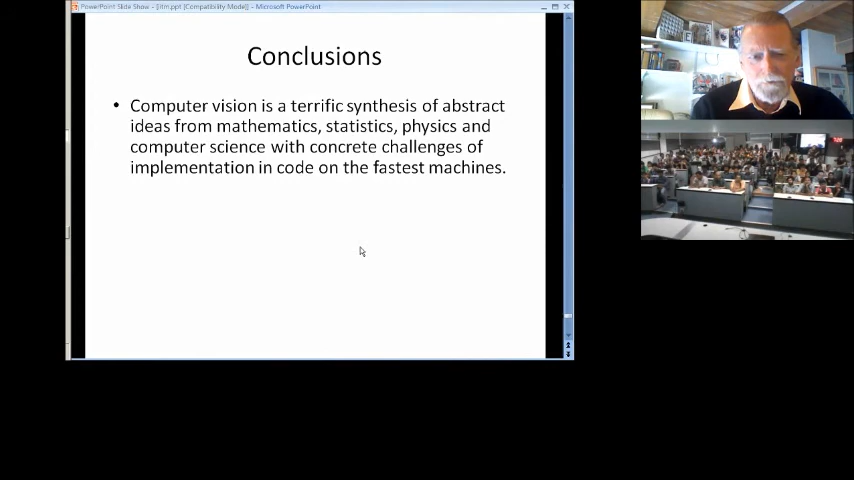 PowerPoint Slide Show - [itm.ppt [Compatibility Mode]] - Microsoft PowerPoint
Conclusions
• Computer vision is a terrific synthesis of abstract
ideas from mathematics, statistics, physics and
computer science with concrete challenges of
implementation in code on the fastest machines.